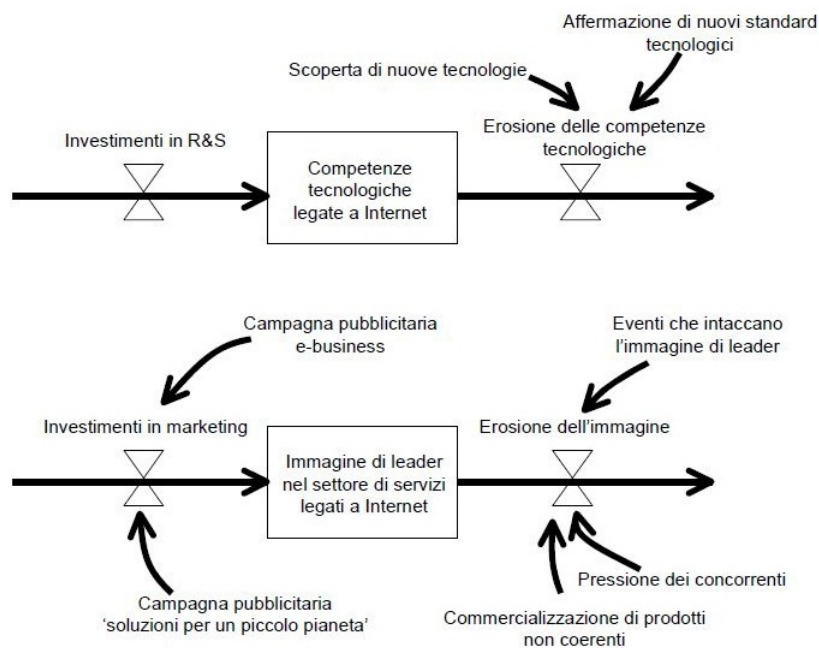 Affermazione di nuovi standard
tecnologici
Scoperta di nuove tecnologie
Investimenti in R&S
Erosione delle competenze
tecnologiche
Competenze
tecnologiche
legate a Internet
Campagna pubblicitaria
e-business
Eventi che intaccano
l'immagine di leader
Investimenti in marketing
Erosione dell'immagine
Immagine di leader
nel settore di servizi
legati a Internet
Pressione dei concorrenti
Campagna pubblicitaria
'soluzioni per un piccolo pianeta'
Commercializzazione di prodotti
non coerenti